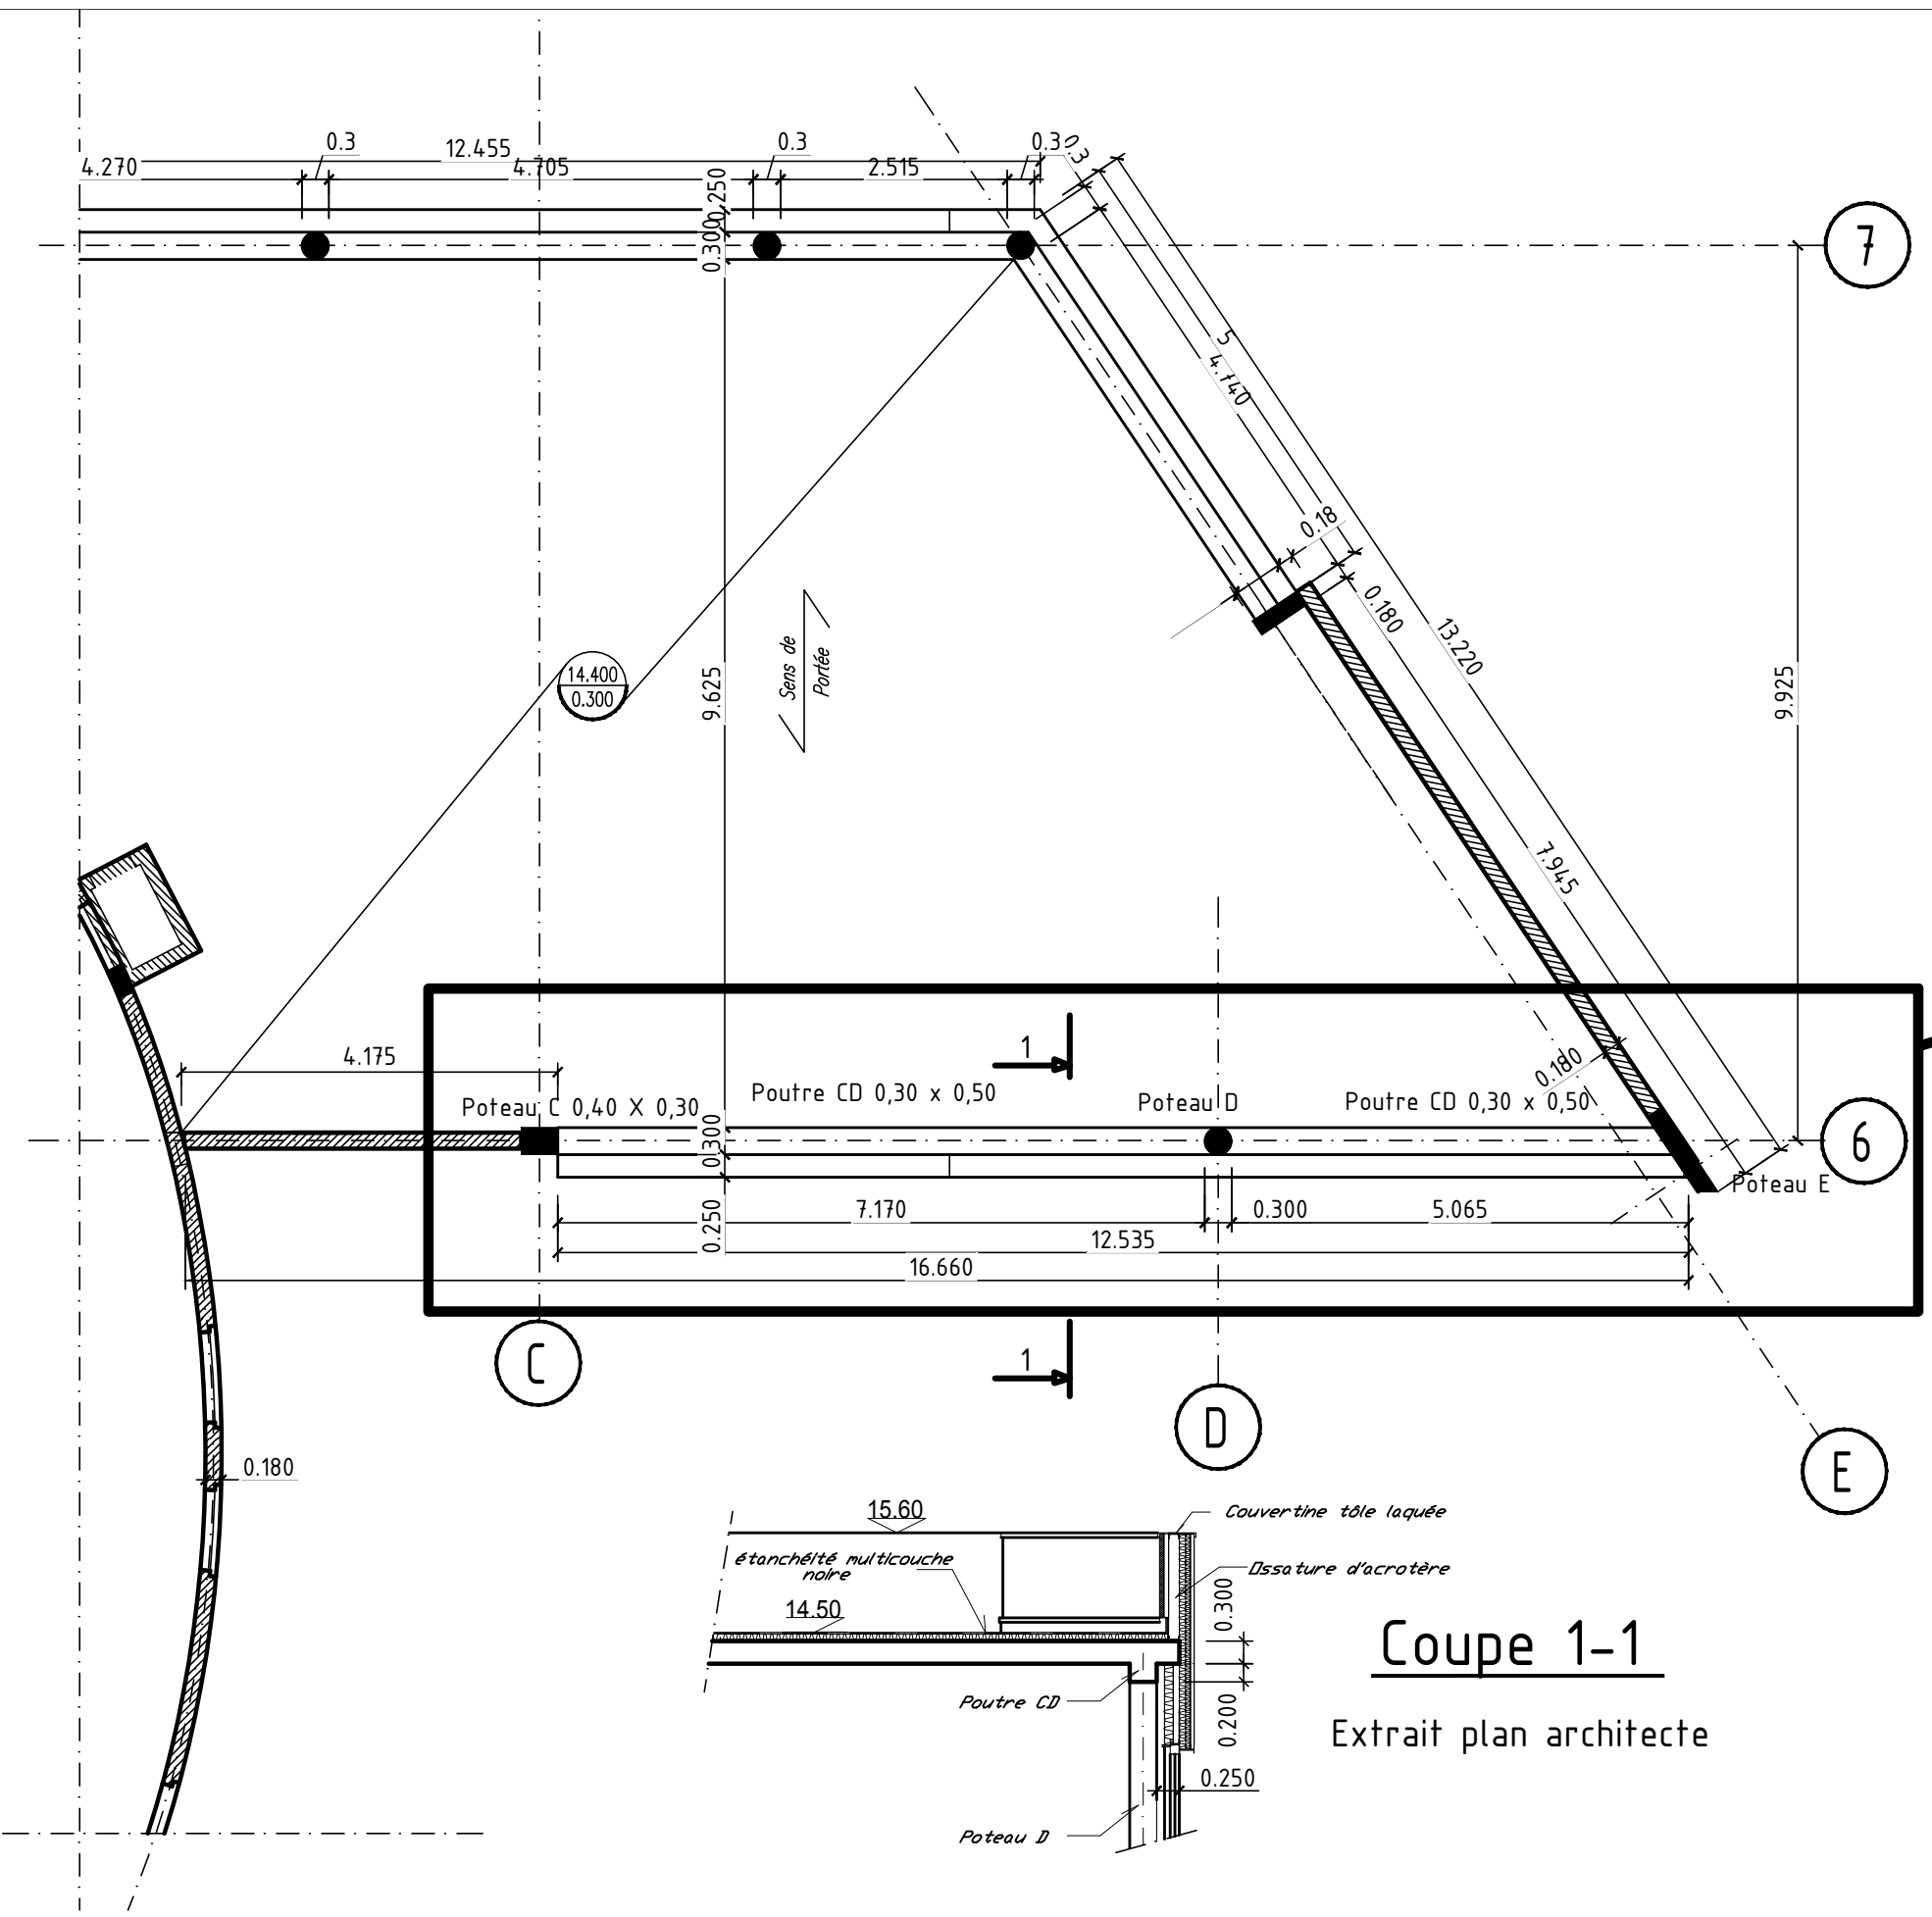 0.3
12.455
0.3
0.3
0.3
4.270
4.705
2.515
0.250
0.300
7
5
4.740
0.18
0.180
13.220
9.925
14.400
0.300
9.625
Sens de
Portée
7.945
0.180
4.175
1
Poteau C 0,40 X 0,30
Poutre CD 0,30 x 0,50
Poteau D
Poutre CD 0,30 x 0,50
0.300
6
Poteau E
0.250
7.170
0.300
5.065
12.535
16.660
C
1
D
E
0.180
15.60
Couvertine tôle laquée
étanchéité multicouche
noire
Ossature d'acrotère
14.50
0.300
Coupe 1-1
Poutre CD
0.200
Extrait plan architecte
0.250
Poteau D